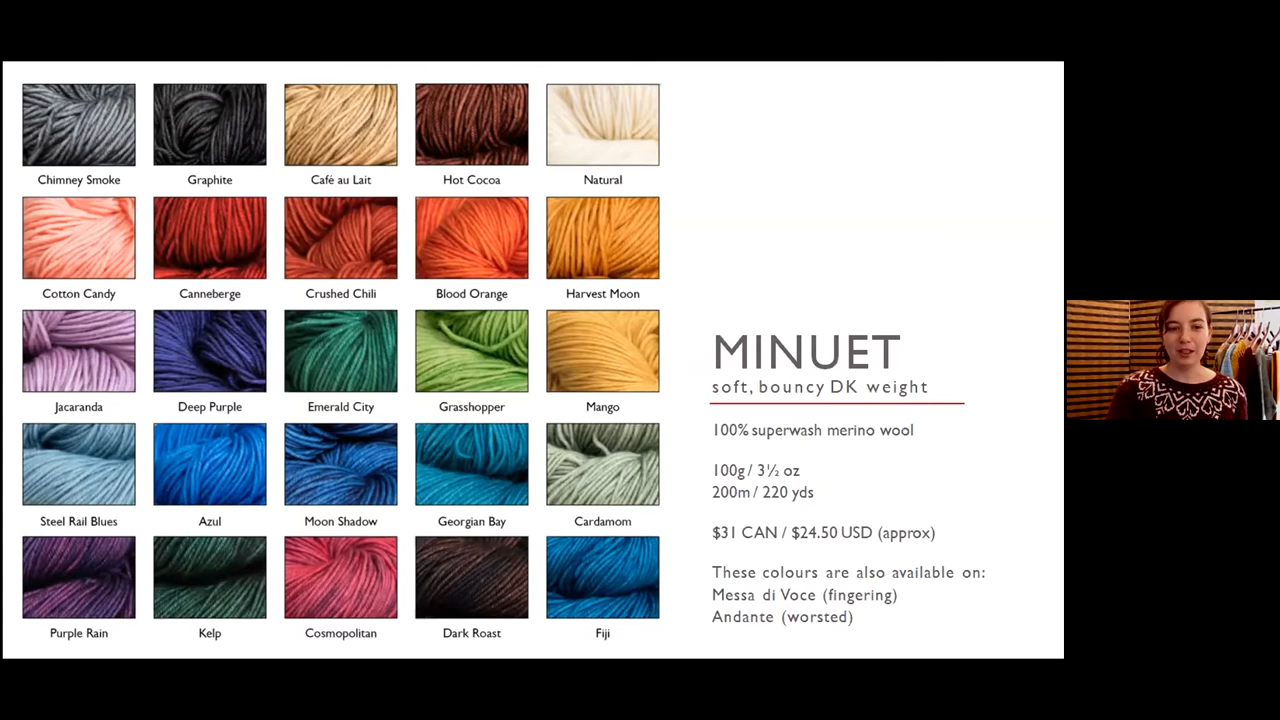 Chimney Smoke
Graphite
Café au Lait
Hot Cocoa
Natural
Cotton Candy
Canneberge
Crushed Chili
Blood Orange
Harvest Moon
Jacaranda
Deep Purple
Emerald City
Grasshopper
Mango
Steel Rail Blues
Azul
Moon Shadow
Georgian Bay
Cardamom
Purple Rain
Kelp
Cosmopolitan
Dark Roast
Fiji
MINUET
soft, bouncy DK weight
100% superwash merino wool
100g / 3½ oz
200m / 220 yds
$31 CAN / $24.50 USD (approx)
These colours are also available on:
Messa di Voce (fingering)
Andante (worsted)